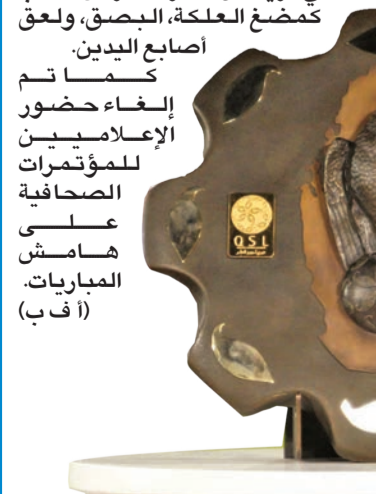 كمضغ العلكة، البصق، ولعق
أصابع اليدين.
كما تم
إلغاء حضور
الإعلاميين
للمؤتمرات
الصحافية
على
هامش
المباريات.
(أ ف ب)
QSL